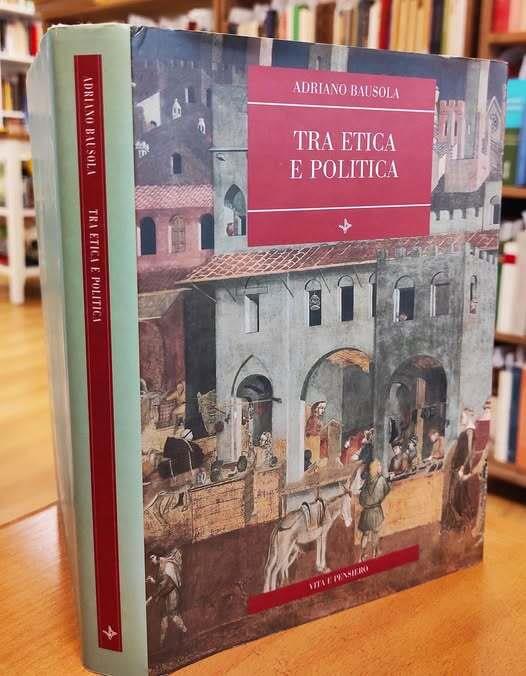 ADRIANO BAUSOLA
TRA ETICA E POLITICA
ADRIANO BAUSOLA
TRA ETICA
E POLITICA
VITA E PENSIERO